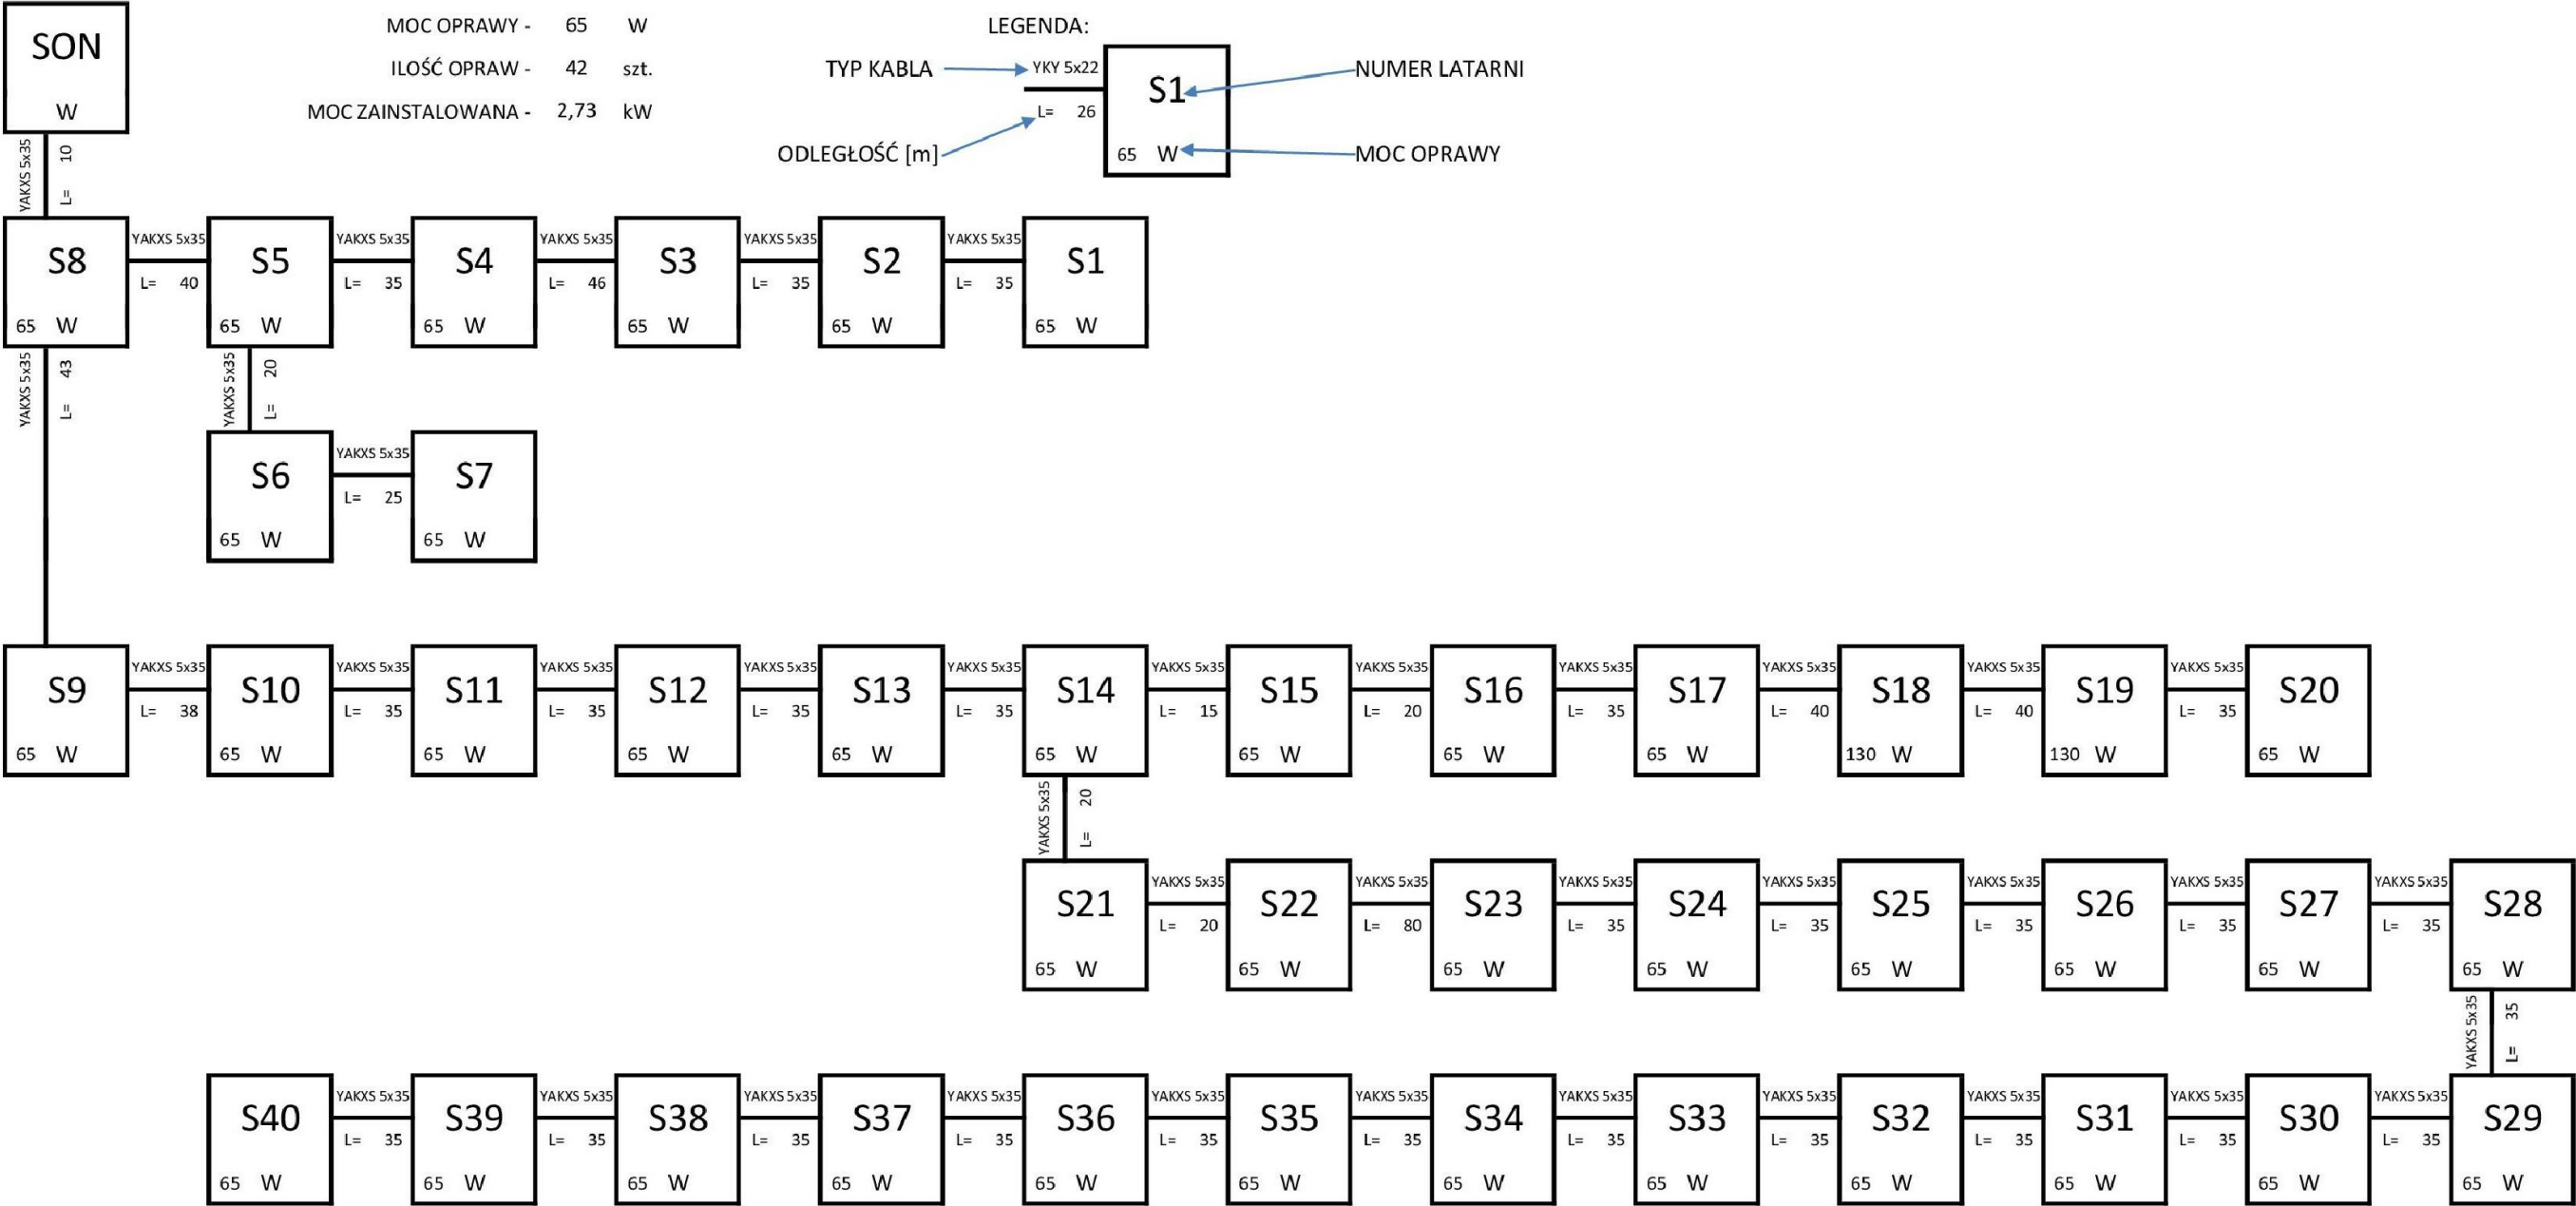 SON
W
MOC OPRAWY - 65 W
ILOŚĆ OPRAW - 42 szt.
MOC ZAINSTALOWANA - 2,73 kW
LEGENDA:
TYP KABLA
YKY 5x22
L= 26
ODLEGŁOŚĆ [m]
S1
65 W
NUMER LATARNI
MOC OPRAWY
YAKXS 5x35
L= 10
S8 YAKXS 5x35 S5 YAKXS 5x35 S4 YAKXS 5x35 S3 YAKXS 5x35 S2 YAKXS 5x35 S1
L= 40 L= 35 L= 46 L= 35 L= 35
65 W 65 W 65 W 65 W 65 W 65 W
YAKXS 5x35
L= 43
YAKXS 5x35
L= 20
S6 YAKXS 5x35 S7
L= 25
65 W 65 W
S9 YAKXS 5x35 S10 YAKXS 5x35 S11 YAKXS 5x35 S12 YAKXS 5x35 S13 YAKXS 5x35 S14 YAKXS 5x35 S15 YAKXS 5x35 S16 YAKXS 5x35 S17 YAKXS 5x35 S18 YAKXS 5x35 S19 YAKXS 5x35 S20
L= 38 L= 35 L= 35 L= 35 L= 35 L= 15 L= 20 L= 35 L= 40 L= 40 L= 35
65 W 65 W 65 W 65 W 65 W 65 W 65 W 65 W 65 W 130 W 130 W 65 W
YAKXS 5x35
L= 20
S21 YAKXS 5x35 S22 YAKXS 5x35 S23 YAKXS 5x35 S24 YAKXS 5x35 S25 YAKXS 5x35 S26 YAKXS 5x35 S27 YAKXS 5x35 S28
L= 20 L= 80 L= 35 L= 35 L= 35 L= 35 L= 35
65 W 65 W 65 W 65 W 65 W 65 W 65 W 65 W
YAKXS 5x35
L= 35
S40 YAKXS 5x35 S39 YAKXS 5x35 S38 YAKXS 5x35 S37 YAKXS 5x35 S36 YAKXS 5x35 S35 YAKXS 5x35 S34 YAKXS 5x35 S33 YAKXS 5x35 S32 YAKXS 5x35 S31 YAKXS 5x35 S30 YAKXS 5x35 S29
L= 35 L= 35 L= 35 L= 35 L= 35 L= 35 L= 35 L= 35 L= 35 L= 35 L= 35
65 W 65 W 65 W 65 W 65 W 65 W 65 W 65 W 65 W 65 W 65 W 65 W